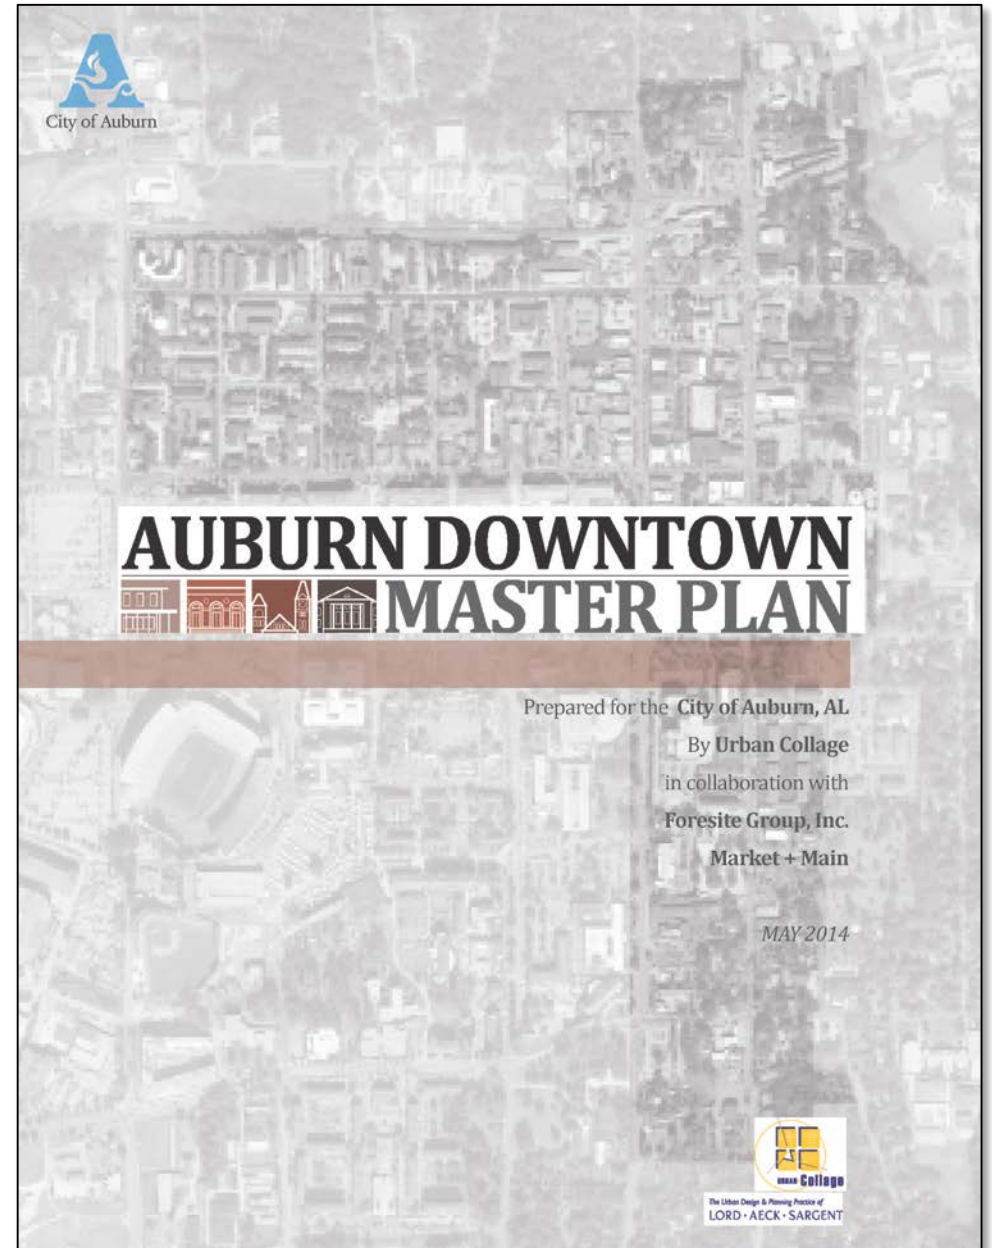 City of Auburn
AUBURN DOWNTOWN
MASTER PLAN
Prepared for the City of Auburn, AL
By Urban Collage
in collaboration with
Foresite Group, Inc.
Market + Main
MAY 2014
URBAN Collage
The Urban Design & Planning Practice of
LORD • AECK • SARGENT